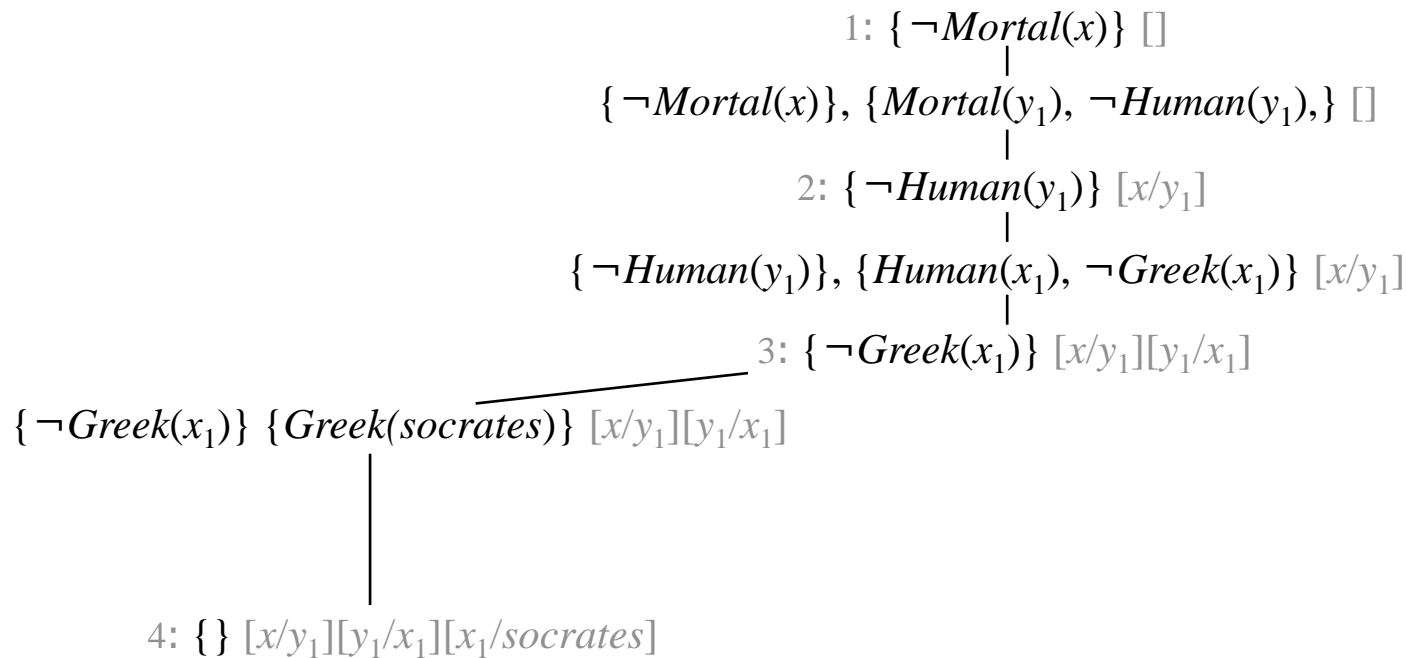 1: {¬Mortal(x)} []
{¬Mortal(x)}, {Mortal(y₁), ¬Human(y₁),} []
2: {¬Human(y₁)} [x/y₁]
{¬Human(y₁)}, {Human(x₁), ¬Greek(x₁)} [x/y₁]
3: {¬Greek(x₁)} [x/y₁][y₁/x₁]
{¬Greek(x₁)} {Greek(socrates)} [x/y₁][y₁/x₁]
4: {} [x/y₁][y₁/x₁][x₁/socrates]